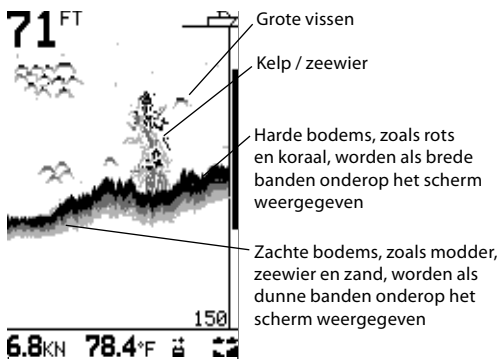 71 FT
Grote vissen
Kelp / zeewier
Harde bodems, zoals rots
en koraal, worden als brede
banden onderop het scherm
weergegeven
Zachte bodems, zoals modder,
zeewier en zand, worden als
dunne banden onderop het
scherm weergegeven
150
6.8KN 78.4°F